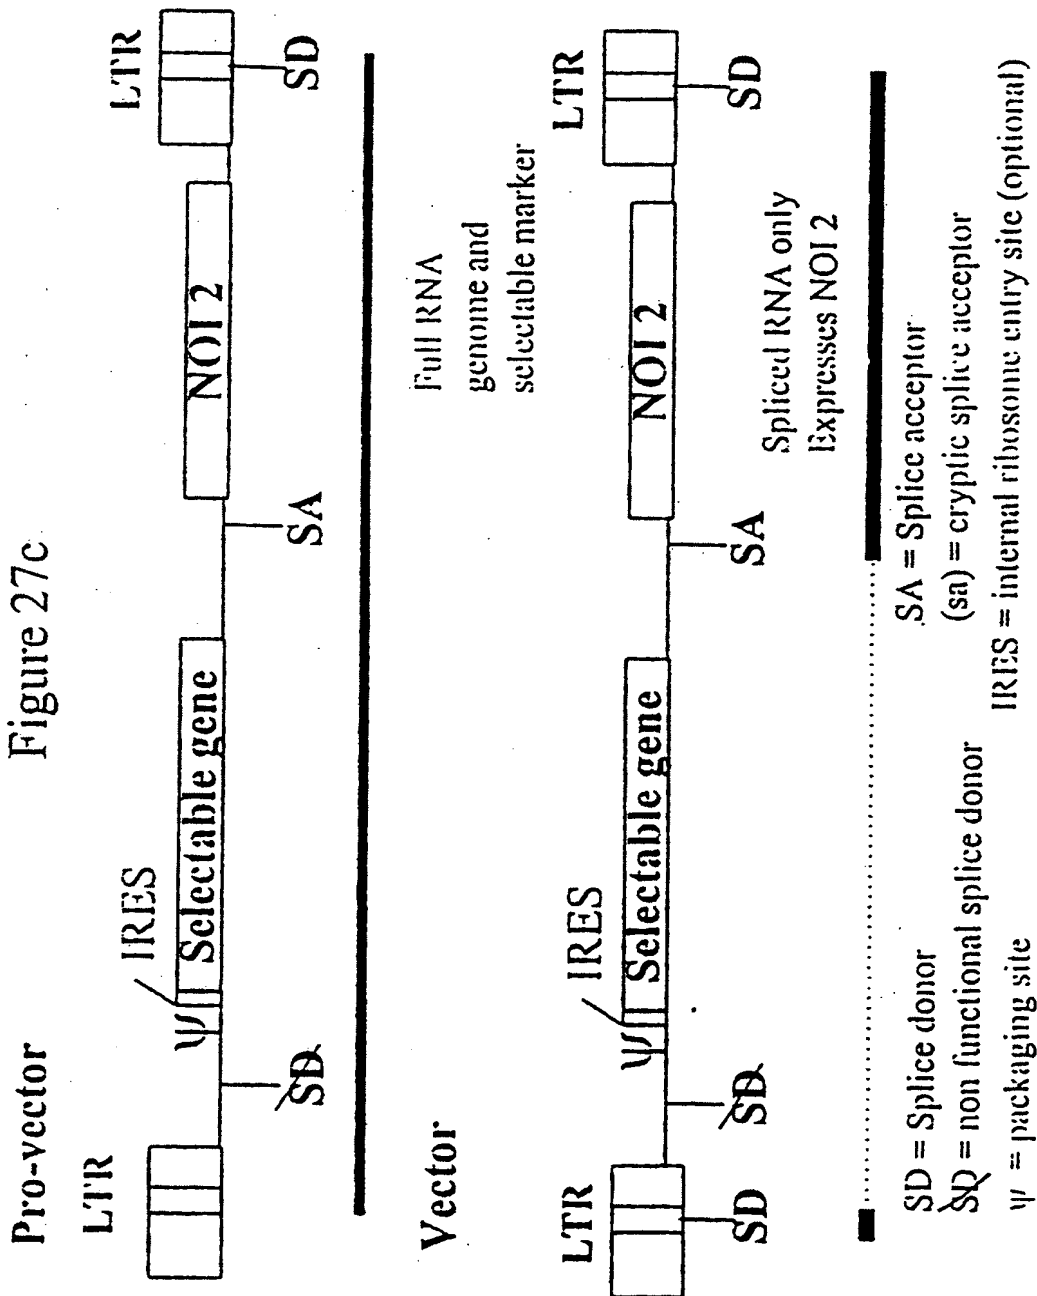 Figure 27c
Pro-vector
LTR
ψ
IRES
LTR
Selectable gene
NOI 2
SD
SA
SD
Full RNA
genome and
selectable marker
Vector
LTR
ψ
IRES
LTR
Selectable gene
NOI 2
SD
SD
SA
SD
Spliced RNA only
Expresses NOI 2
SD = Splice donor
SD = non functional splice donor
ψ = packaging site
SA = Splice acceptor
(sa) = cryptic splice acceptor
IRES = internal ribosome entry site (optional)